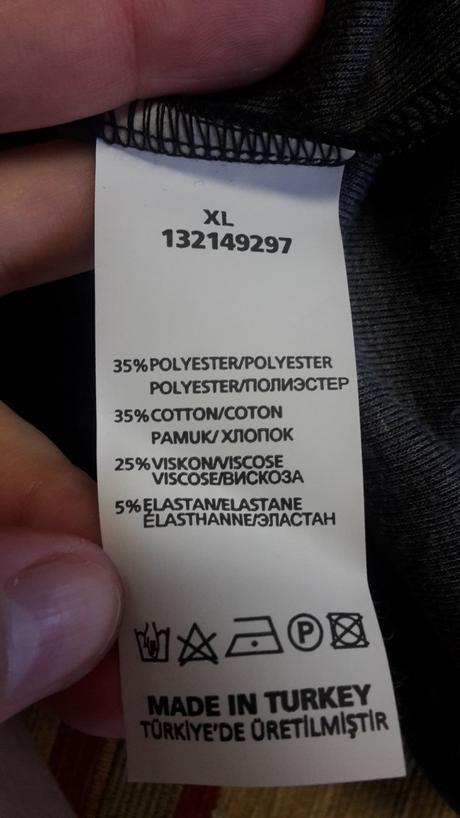 XL
132149297
35%POLYESTER/POLYESTER
POLYESTER/ПОЛИЭСТЕР
35%COTTON/COTON
PAMUK/ХЛОПОК
25%VISKON/VISCOSE
VISCOSE/ВИСКОЗА
5%ELASTAN/ELASTANE
ÉLASTHANNE/ЭЛАСТАН
P
MADE IN TURKEY
TÜRKİYE'DE ÜRETİLMİŞTİR